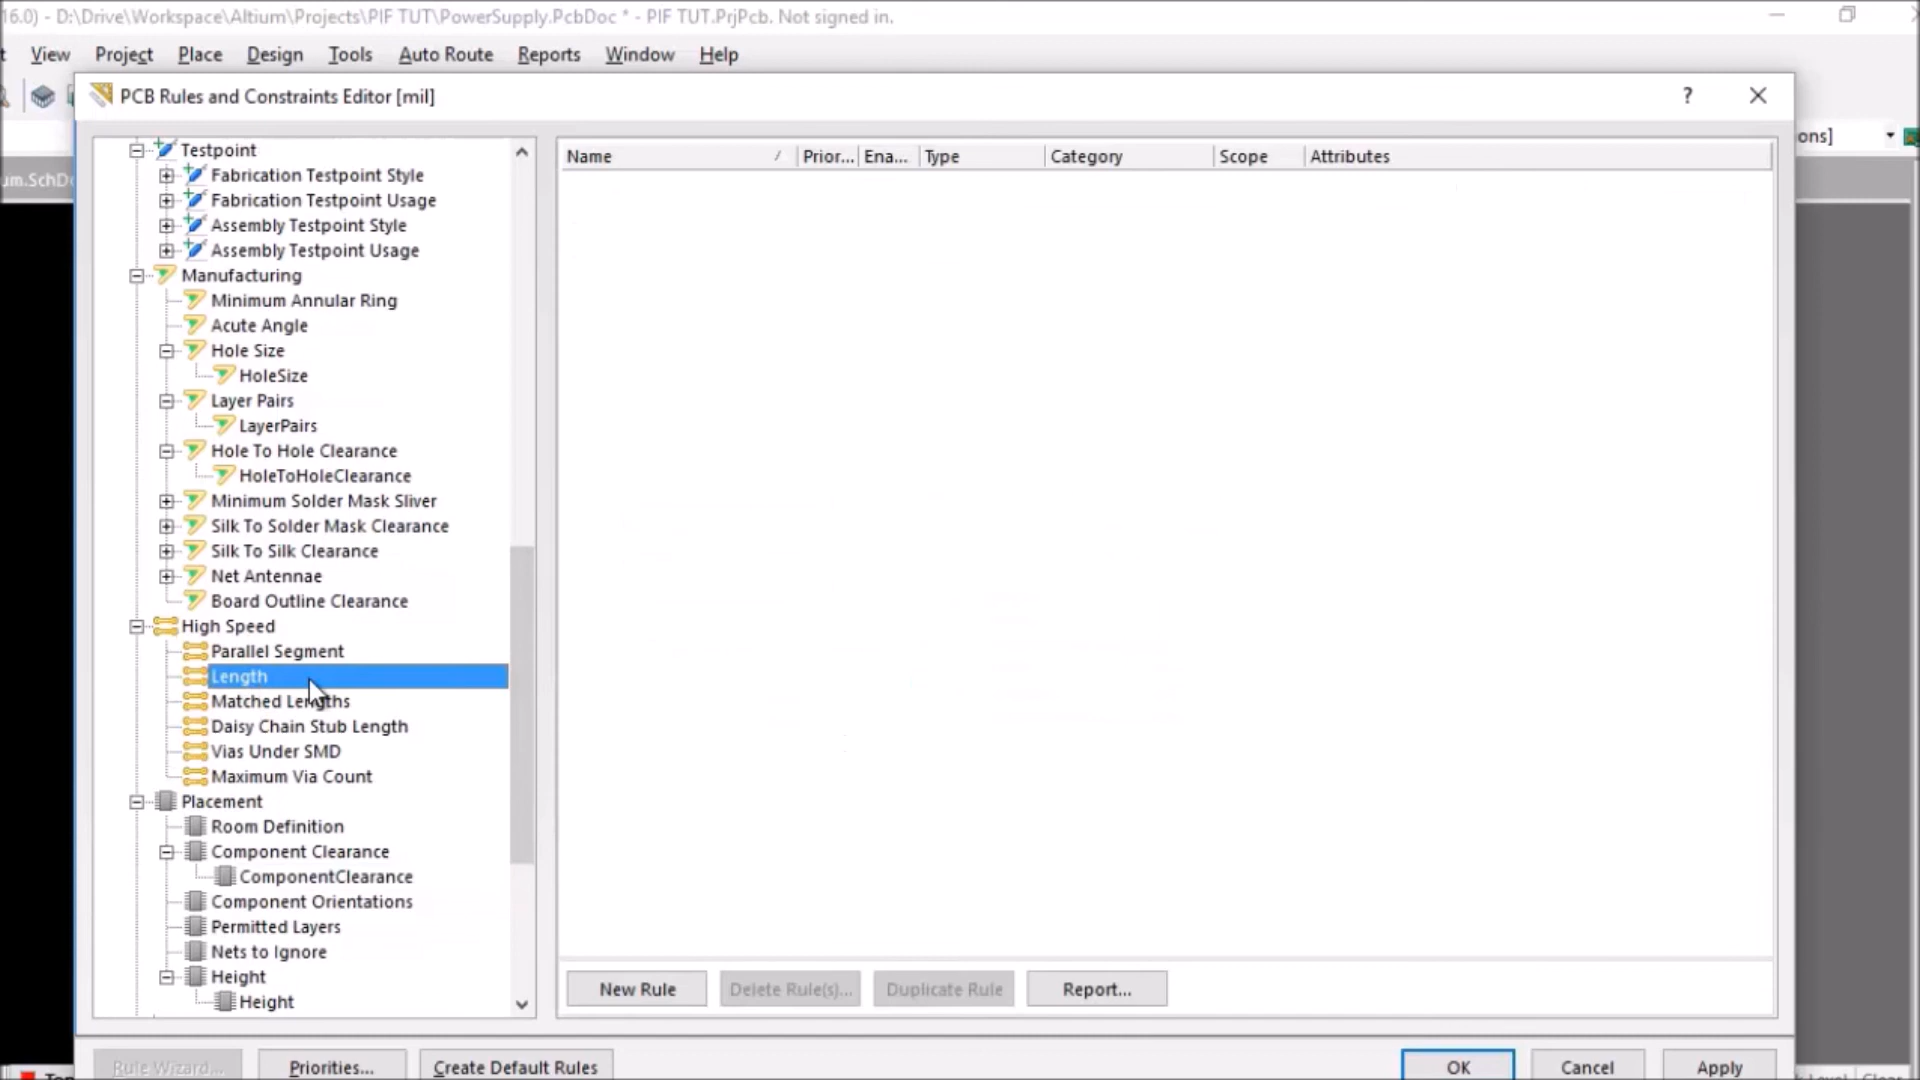 16.0) - D:\Drive\Workspace\Altium\Projects\PIF TUT\PowerSupply.PcbDoc * - PIF TUT.PrjPcb. Not signed in.
t View Project Place Design Tools Auto Route Reports Window Help
PCB Rules and Constraints Editor [mil] ?
ons]
um.SchDo
Name Prior... Ena... Type Category Scope Attributes
Testpoint
Fabrication Testpoint Style
Fabrication Testpoint Usage
Assembly Testpoint Style
Assembly Testpoint Usage
Manufacturing
Minimum Annular Ring
Acute Angle
Hole Size
HoleSize
Layer Pairs
LayerPairs
Hole To Hole Clearance
HoleToHoleClearance
Minimum Solder Mask Sliver
Silk To Solder Mask Clearance
Silk To Silk Clearance
Net Antennae
Board Outline Clearance
High Speed
Parallel Segment
Length
Matched Lengths
Daisy Chain Stub Length
Vias Under SMD
Maximum Via Count
Placement
Room Definition
Component Clearance
ComponentClearance
Component Orientations
Permitted Layers
Nets to Ignore
Height
Height
New Rule Delete Rule(s)... Duplicate Rule Report...
Rule Wizard... Priorities... Create Default Rules OK Cancel Apply